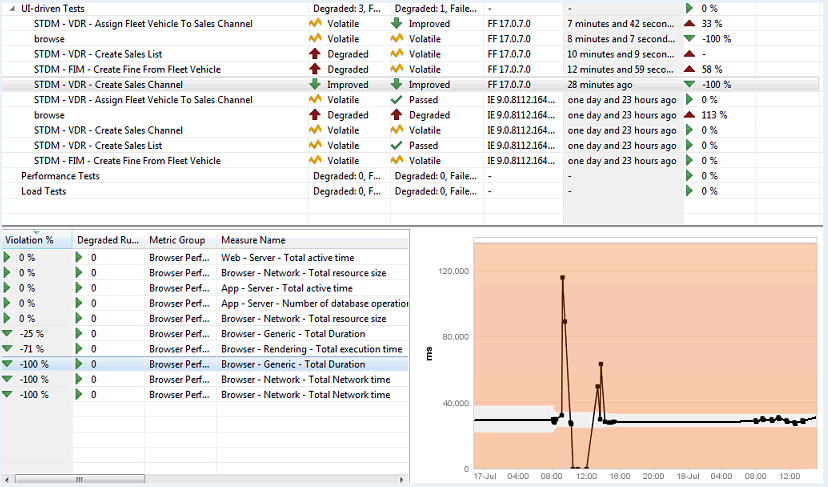 UI-driven Tests Degraded: 3, F... Degraded: 1, Faile... - - 0 %
STDM - VDR - Assign Fleet Vehicle To Sales Channel Volatile Improved FF 17.0.7.0 7 minutes and 42 secon... 33 %
browse Volatile Volatile FF 17.0.7.0 8 minutes and 7 second... -100 %
STDM - VDR - Create Sales List Degraded Degraded FF 17.0.7.0 10 minutes and 9 secon... -
STDM - FIM - Create Fine From Fleet Vehicle Degraded Volatile FF 17.0.7.0 12 minutes and 59 sec... 58 %
STDM - VDR - Create Sales Channel Improved Improved FF 17.0.7.0 28 minutes ago -100 %
STDM - VDR - Assign Fleet Vehicle To Sales Channel Volatile Passed IE 9.0.8112.164... one day and 23 hours ago 0 %
browse Degraded Degraded IE 9.0.8112.164... one day and 23 hours ago 113 %
STDM - VDR - Create Sales Channel Volatile Volatile IE 9.0.8112.164... one day and 23 hours ago 0 %
STDM - VDR - Create Sales List Volatile Passed IE 9.0.8112.164... one day and 23 hours ago 0 %
STDM - FIM - Create Fine From Fleet Vehicle Volatile Volatile IE 9.0.8112.164... one day and 23 hours ago 0 %
Performance Tests Degraded: 0, F... Degraded: 0, Faile... - - 0 %
Load Tests Degraded: 0, F... Degraded: 0, Faile... - - 0 %
Violation % Degraded Ru... Metric Group Measure Name
0 % 0 Browser Perf... Web - Server - Total active time
0 % 0 Browser Perf... Browser - Network - Total resource size
0 % 0 Browser Perf... App - Server - Total active time
0 % 0 Browser Perf... App - Server - Number of database operation
0 % 0 Browser Perf... Browser - Network - Total resource size
-25 % 0 Browser Perf... Browser - Generic - Total Duration
-71 % 0 Browser Perf... Browser - Rendering - Total execution time
-100 % 0 Browser Perf... Browser - Generic - Total Duration
-100 % 0 Browser Perf... Browser - Network - Total Network time
-100 % 0 Browser Perf... Browser - Network - Total Network time
120,000
80,000
ms
40,000
0
17-Jul 04:00 08:00 12:00 16:00 20:00 18-Jul 04:00 08:00 12:00